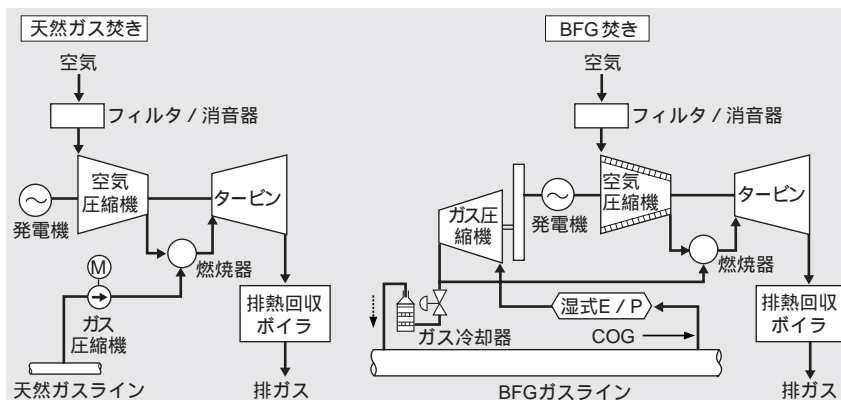 天然ガス焚き
空気
フィルタ / 消音器
空気
圧縮機
タービン
発電機
燃焼器
M
ガス
圧縮機
排熱回収
ボイラ
天然ガスライン
排ガス
BFG 焚き
空気
フィルタ / 消音器
空気
圧縮機
タービン
ガス圧
縮機
発電機
燃焼器
湿式E / P
ガス冷却器
COG
排熱回収
ボイラ
BFGガスライン
排ガス